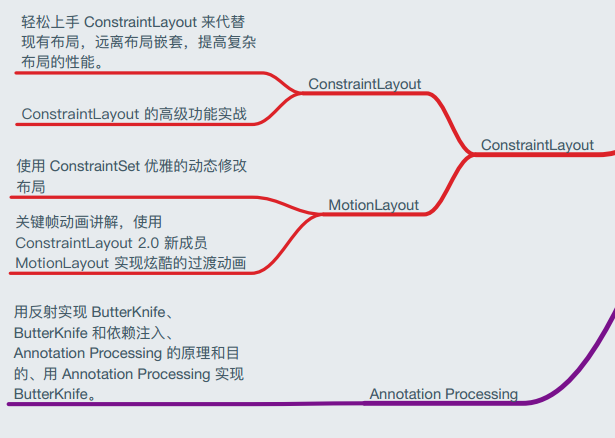 轻松上手 ConstraintLayout 来代替
现有布局，远离布局嵌套，提高复杂
布局的性能。
ConstraintLayout
ConstraintLayout 的高级功能实战
ConstraintLayout
使用 ConstraintSet 优雅的动态修改
布局
MotionLayout
关键帧动画讲解，使用
ConstraintLayout 2.0 新成员
MotionLayout 实现炫酷的过渡动画
用反射实现 ButterKnife、
ButterKnife 和依赖注入、
Annotation Processing 的原理和目
的、用 Annotation Processing 实现
ButterKnife。
Annotation Processing